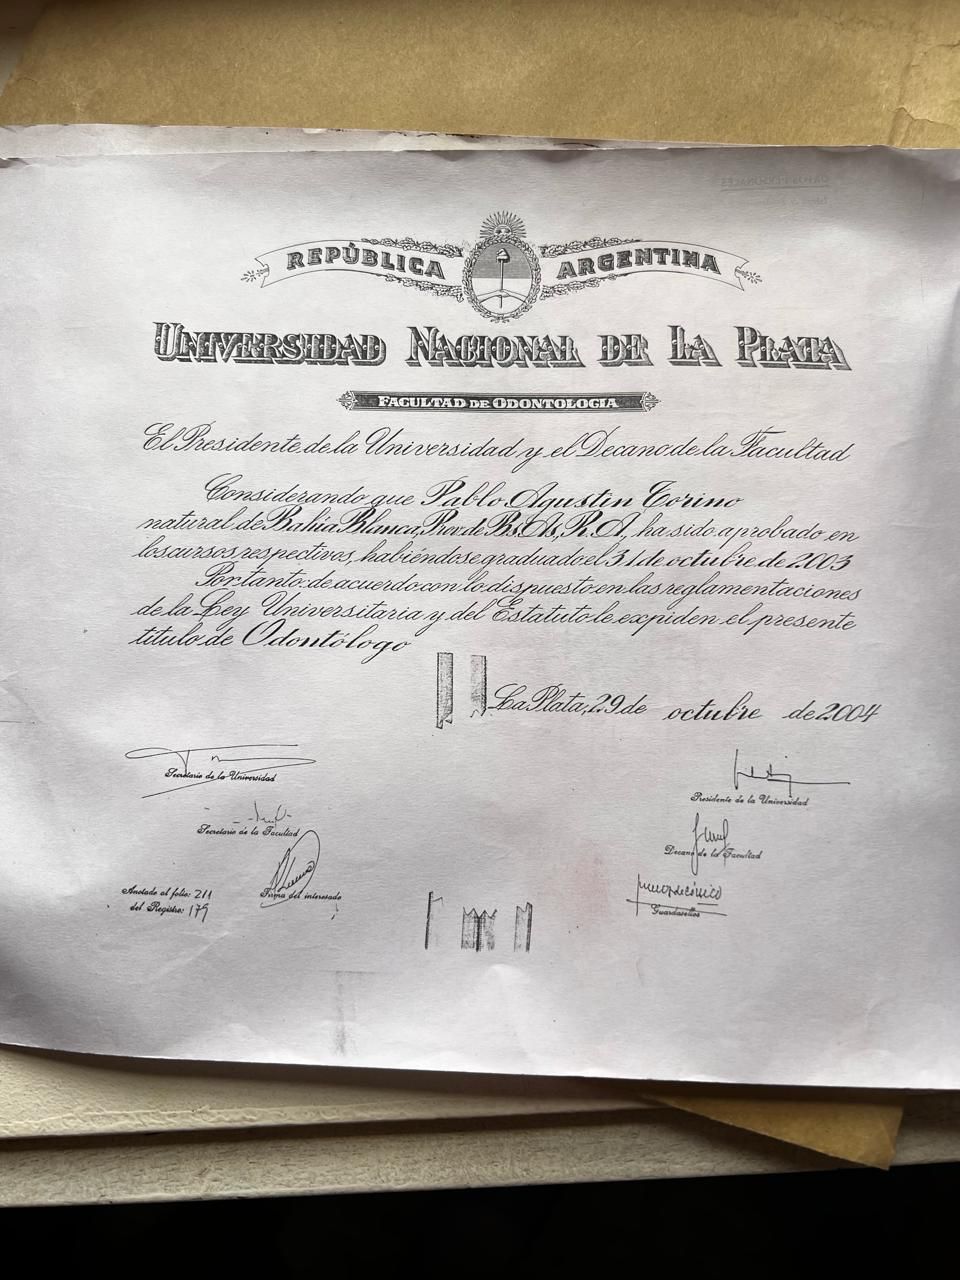 REPÚBLICA ARGENTINA
UNIVERSIDAD NACIONAL DE LA PLATA
FACULTAD DE ODONTOLOGIA
El Presidente de la Universidad y el Decano de la Facultad
Considerando que Pablo Agustin Torino
natural de Bahía Blanca, Prov. de Bs. As., R. A., ha sido aprobado en
los cursos respectivos, habiéndose graduado el 31 de octubre de 2003
Por tanto: de acuerdo con lo dispuesto en las reglamentaciones
de la Ley Universitaria y del Estatuto le expiden el presente
titulo de Odontólogo
La Plata, 29 de octubre de 2004
Secretario de la Universidad
Presidente de la Universidad
Secretario de la Facultad
Decano de la Facultad
Anotado al folio: 211
del Registro: 179
Firma del interesado
Guardasellos